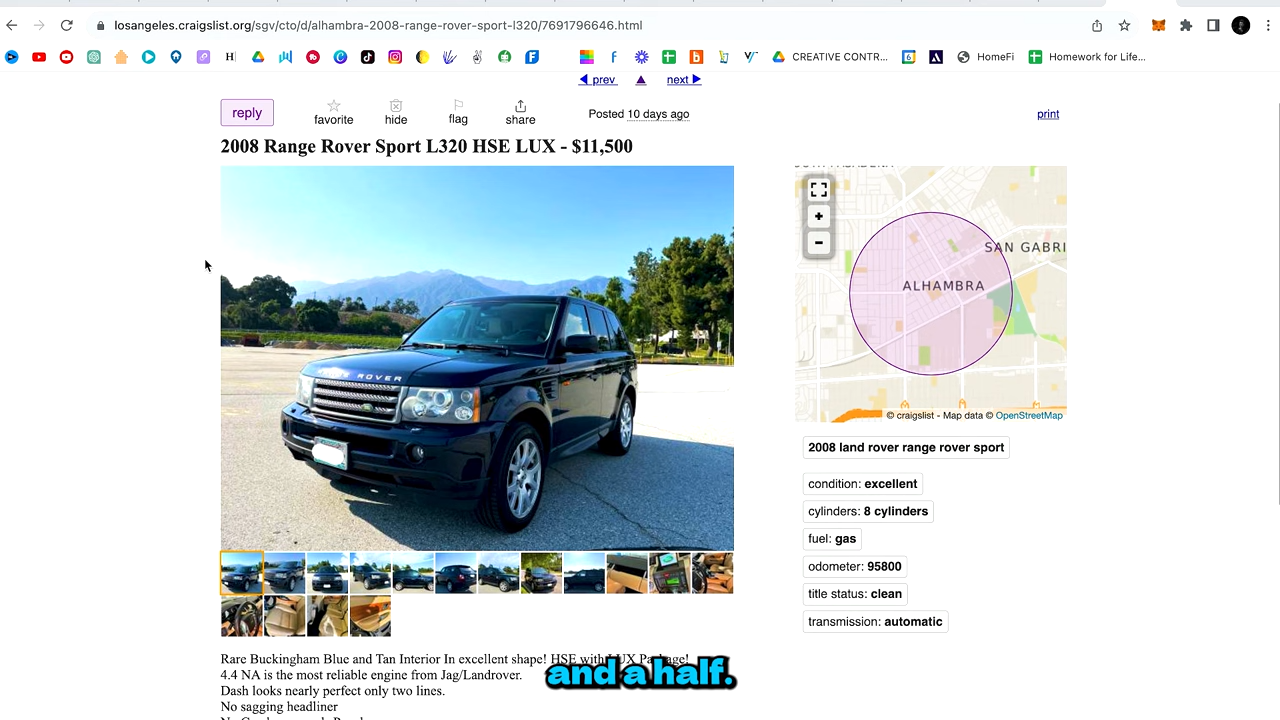 losangeles.craigslist.org/sgv/cto/d/alhambra-2008-range-rover-sport-l320/7691796646.html
CREATIVE CONTR...
HomeFi
Homework for Life...
prev
next
reply
favorite
hide
flag
share
Posted 10 days ago
print
2008 Range Rover Sport L320 HSE LUX - $11,500
SAN GABRI
ALHAMBRA
© craigslist - Map data © OpenStreetMap
2008 land rover range rover sport
condition: excellent
cylinders: 8 cylinders
fuel: gas
odometer: 95800
title status: clean
transmission: automatic
Rare Buckingham Blue and Tan Interior In excellent shape! HSE with LUX Package!
4.4 NA is the most reliable engine from Jag/Landrover.
and a half.
Dash looks nearly perfect only two lines.
No sagging headliner